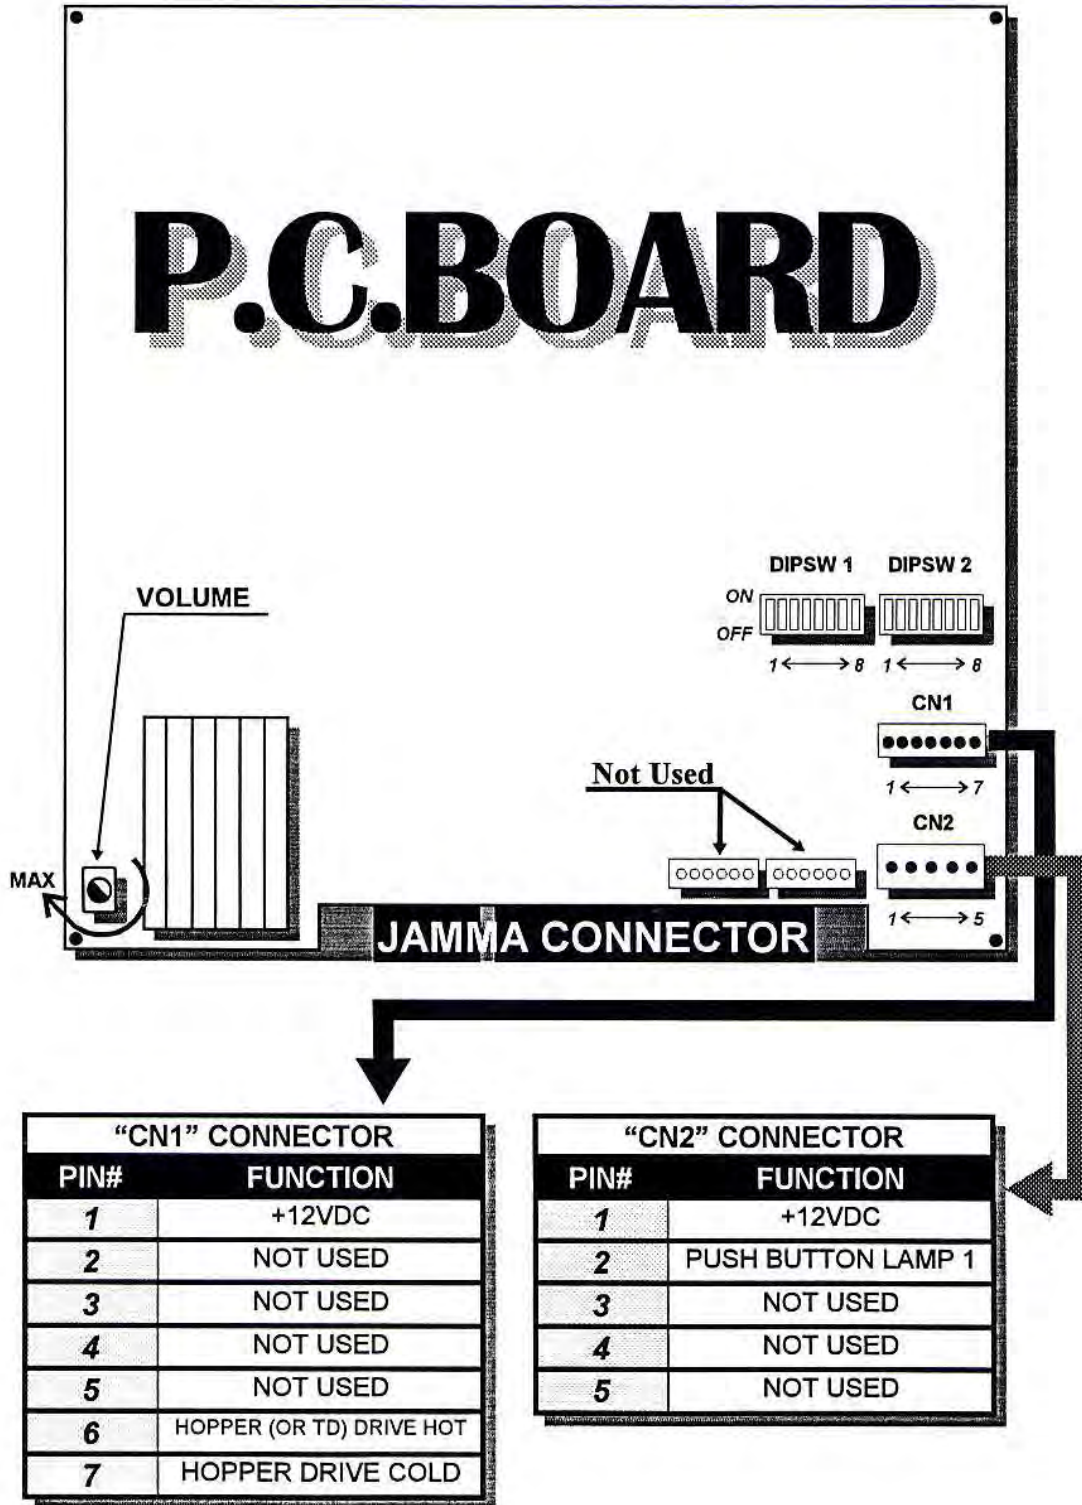 P.C.BOARD
DIPSW 1 DIPSW 2
ON
OFF
1 8 1 8
VOLUME
CN1
1 7
Not Used
CN2
1 5
MAX
JAMMA CONNECTOR
“CN1” CONNECTOR
PIN# FUNCTION
1 +12VDC
2 NOT USED
3 NOT USED
4 NOT USED
5 NOT USED
6 HOPPER (OR TD) DRIVE HOT
7 HOPPER DRIVE COLD
“CN2” CONNECTOR
PIN# FUNCTION
1 +12VDC
2 PUSH BUTTON LAMP 1
3 NOT USED
4 NOT USED
5 NOT USED